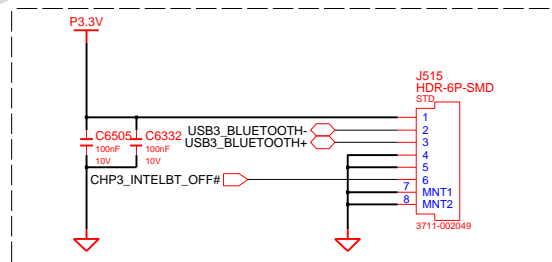 P3.3V
J515
HDR-6P-SMD
STD
C6505
100nF
10V
C6332
100nF
10V
1
USB3_BLUETOOTH- 2
USB3_BLUETOOTH+ 3
4
5
CHP3_INTELBT_OFF# 6
7 MNT1
8 MNT2
3711-002049